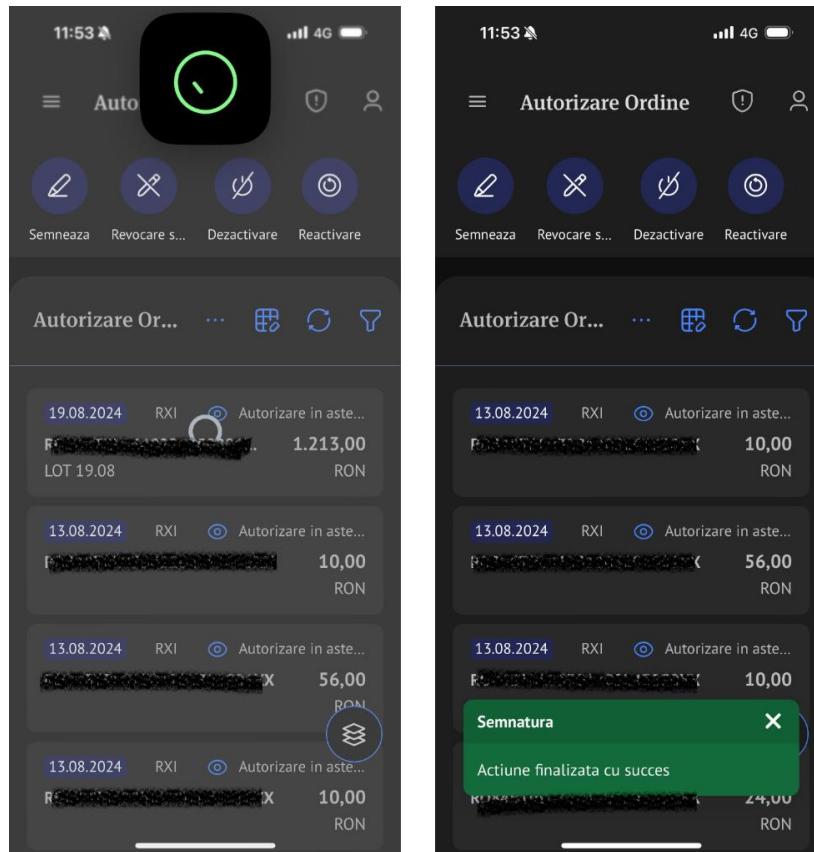 11:53
4G
Auto
Semneaza Revocare s... Dezactivare Reactivare
Autorizare Or... ...
19.08.2024 RXI Autorizare in aste...
1.213,00
LOT 19.08 RON
13.08.2024 RXI Autorizare in aste...
10,00
RON
13.08.2024 RXI Autorizare in aste...
X 56,00
RON
13.08.2024 RXI Autorizare in aste...
X 10,00
RON
11:53
4G
Autorizare Ordine
Semneaza Revocare s... Dezactivare Reactivare
Autorizare Or... ...
13.08.2024 RXI Autorizare in aste...
10,00
RON
13.08.2024 RXI Autorizare in aste...
56,00
RON
13.08.2024 RXI Autorizare in aste...
10,00
Semnatura
Actiune finalizata cu succes
24,00
RON